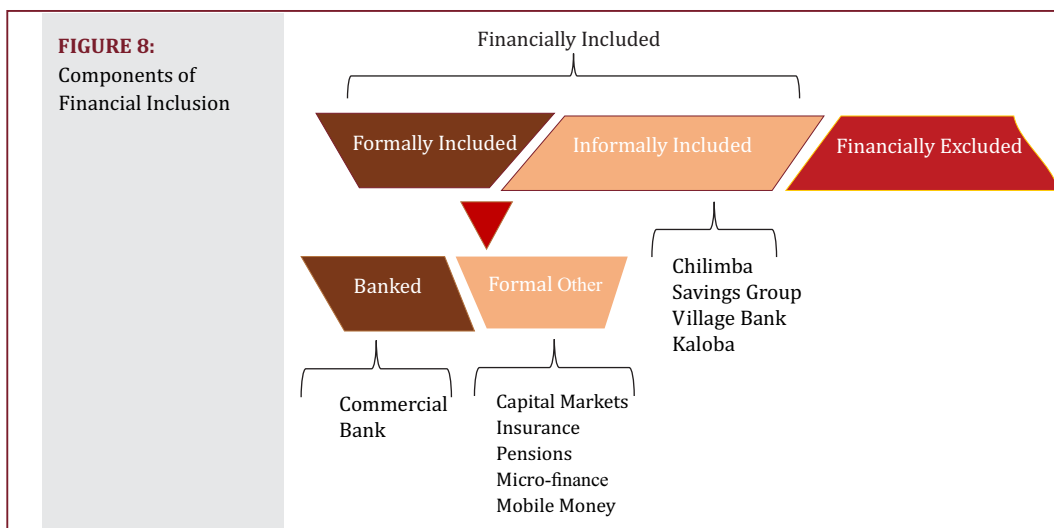 FIGURE 8:
Components of
Financial Inclusion
Financially Included
Formally Included
Informally Included
Financially Excluded
Banked
Formal Other
Chilimba
Savings Group
Village Bank
Kaloba
Commercial
Bank
Capital Markets
Insurance
Pensions
Micro-finance
Mobile Money